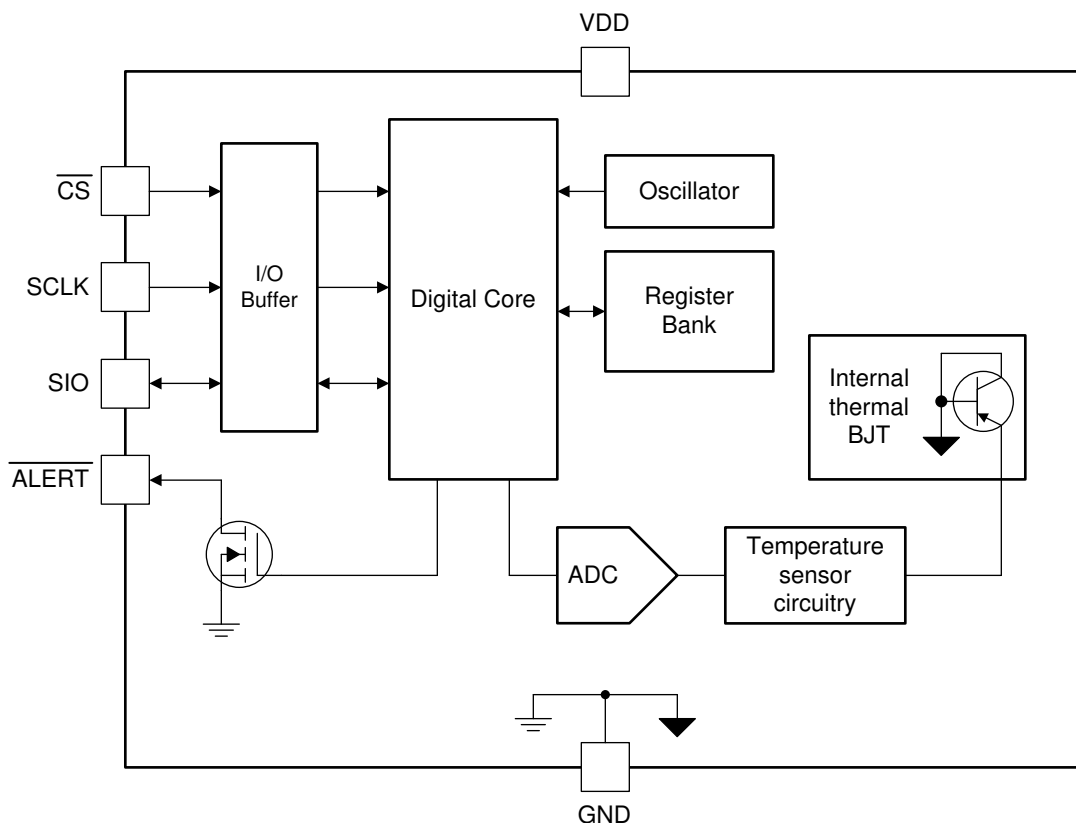 VDD
CS
SCLK
SIO
ALERT
I/O
Buffer
Digital Core
Oscillator
Register
Bank
Internal
thermal
BJT
ADC
Temperature
sensor
circuitry
GND